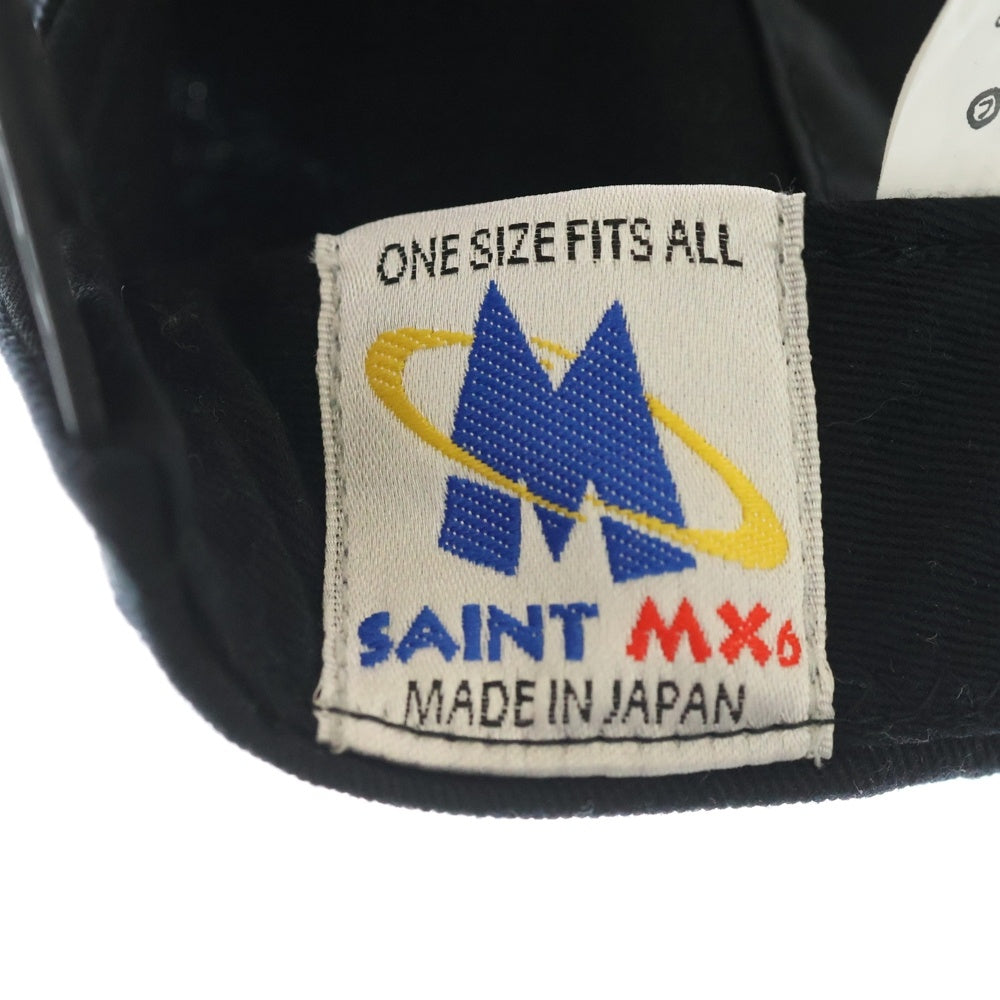 ONE SIZE FITS ALL
SAINT MX6
MADE IN JAPAN